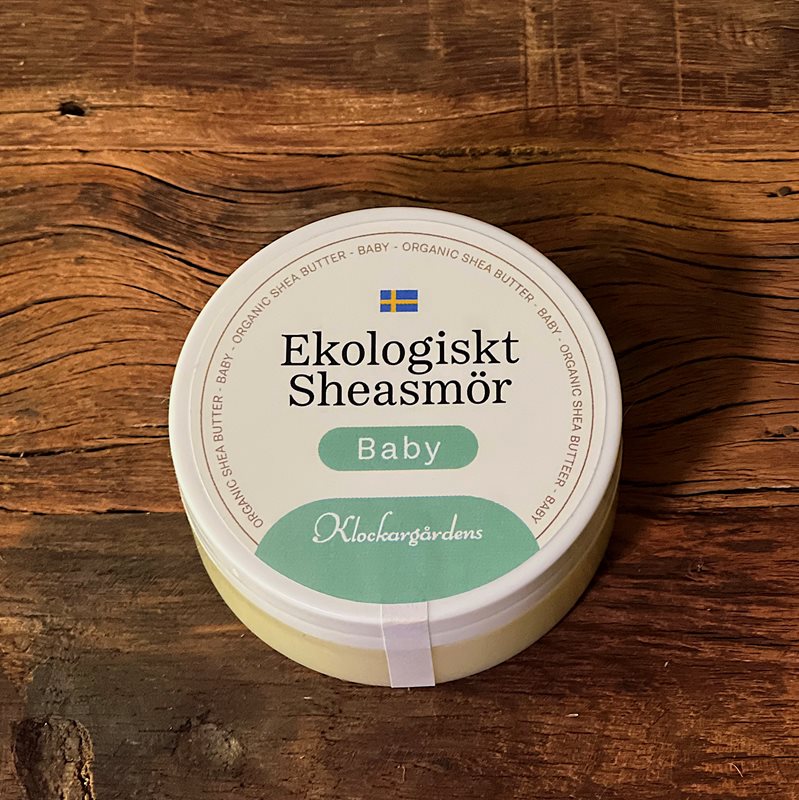 ORGANIC SHEA BUTTER - BABY - ORGANIC SHEA BUTTER - BABY - ORGANIC SHEA BUTTER - BABY - ORGANIC SHEA BUTTEER - BABY
Ekologiskt
Sheasmör
Baby
Klockargårdens